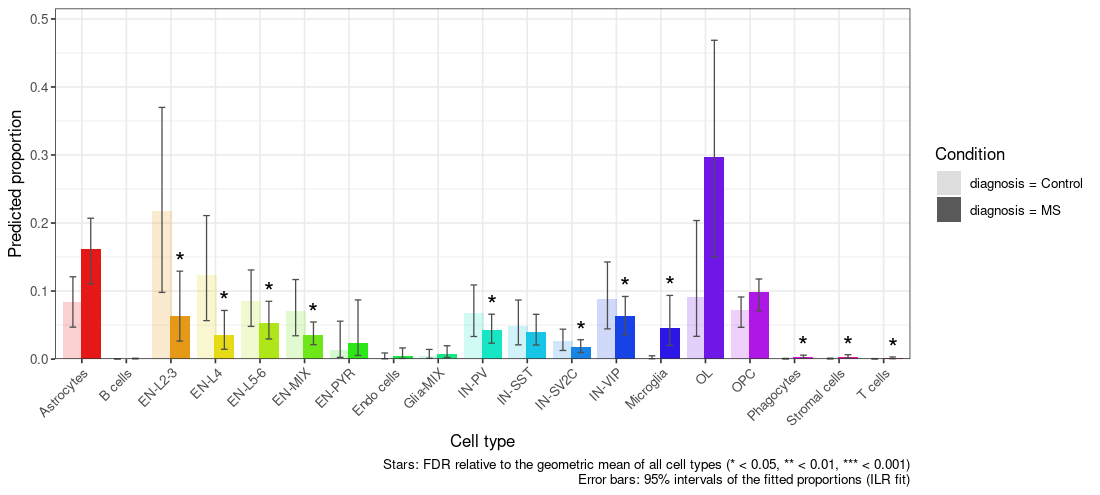 0.5
0.4
0.3
0.2
0.1
0.0
Predicted proportion
*
*
*
*
*
*
*
*
*
*
*
Astrocytes
B cells
EN-L2-3
EN-L4
EN-L5-6
EN-MIX
EN-PYR
Endo cells
Glia-MIX
IN-PV
IN-SST
IN-SV2C
IN-VIP
Microglia
OL
OPC
Phagocytes
Stromal cells
T cells
Cell type
Condition
diagnosis = Control
diagnosis = MS
Stars: FDR relative to the geometric mean of all cell types (* < 0.05, ** < 0.01, *** < 0.001)
Error bars: 95% intervals of the fitted proportions (ILR fit)